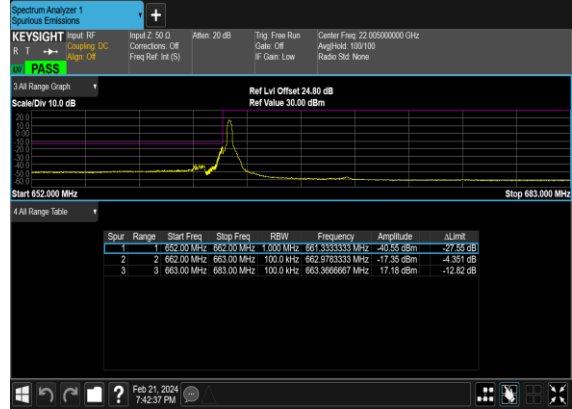 Spectrum Analyzer 1
Spurious Emissions
+
KEYSIGHT Input: RF Input Z: 50 Ω Atten: 20 dB Trig: Free Run Center Freq: 22.005000000 GHz
R T Coupling: DC Corrections: Off Gate: Off Avg|Hold: 100/100
Align: Off Freq Ref: Int (S) IF Gain: Low Radio Std: None
PASS
3 All Range Graph Ref Lvl Offset 24.80 dB
Scale/Div 10.0 dB Ref Value 30.00 dBm
20.0
10.0
0.00
-10.0
-20.0
-30.0
-40.0
-50.0
-60.0
Start 652.000 MHz Stop 683.000 MHz
4 All Range Table
Spur Range Start Freq Stop Freq RBW Frequency Amplitude ΔLimit
1 1 652.00 MHz 662.00 MHz 1.000 MHz 661.3333333 MHz -40.55 dBm -27.55 dB
2 2 662.00 MHz 663.00 MHz 100.0 kHz 662.9783333 MHz -17.35 dBm -4.351 dB
3 3 663.00 MHz 683.00 MHz 100.0 kHz 663.3666667 MHz 17.18 dBm -12.82 dB
? Feb 21, 2024
7:42:37 PM